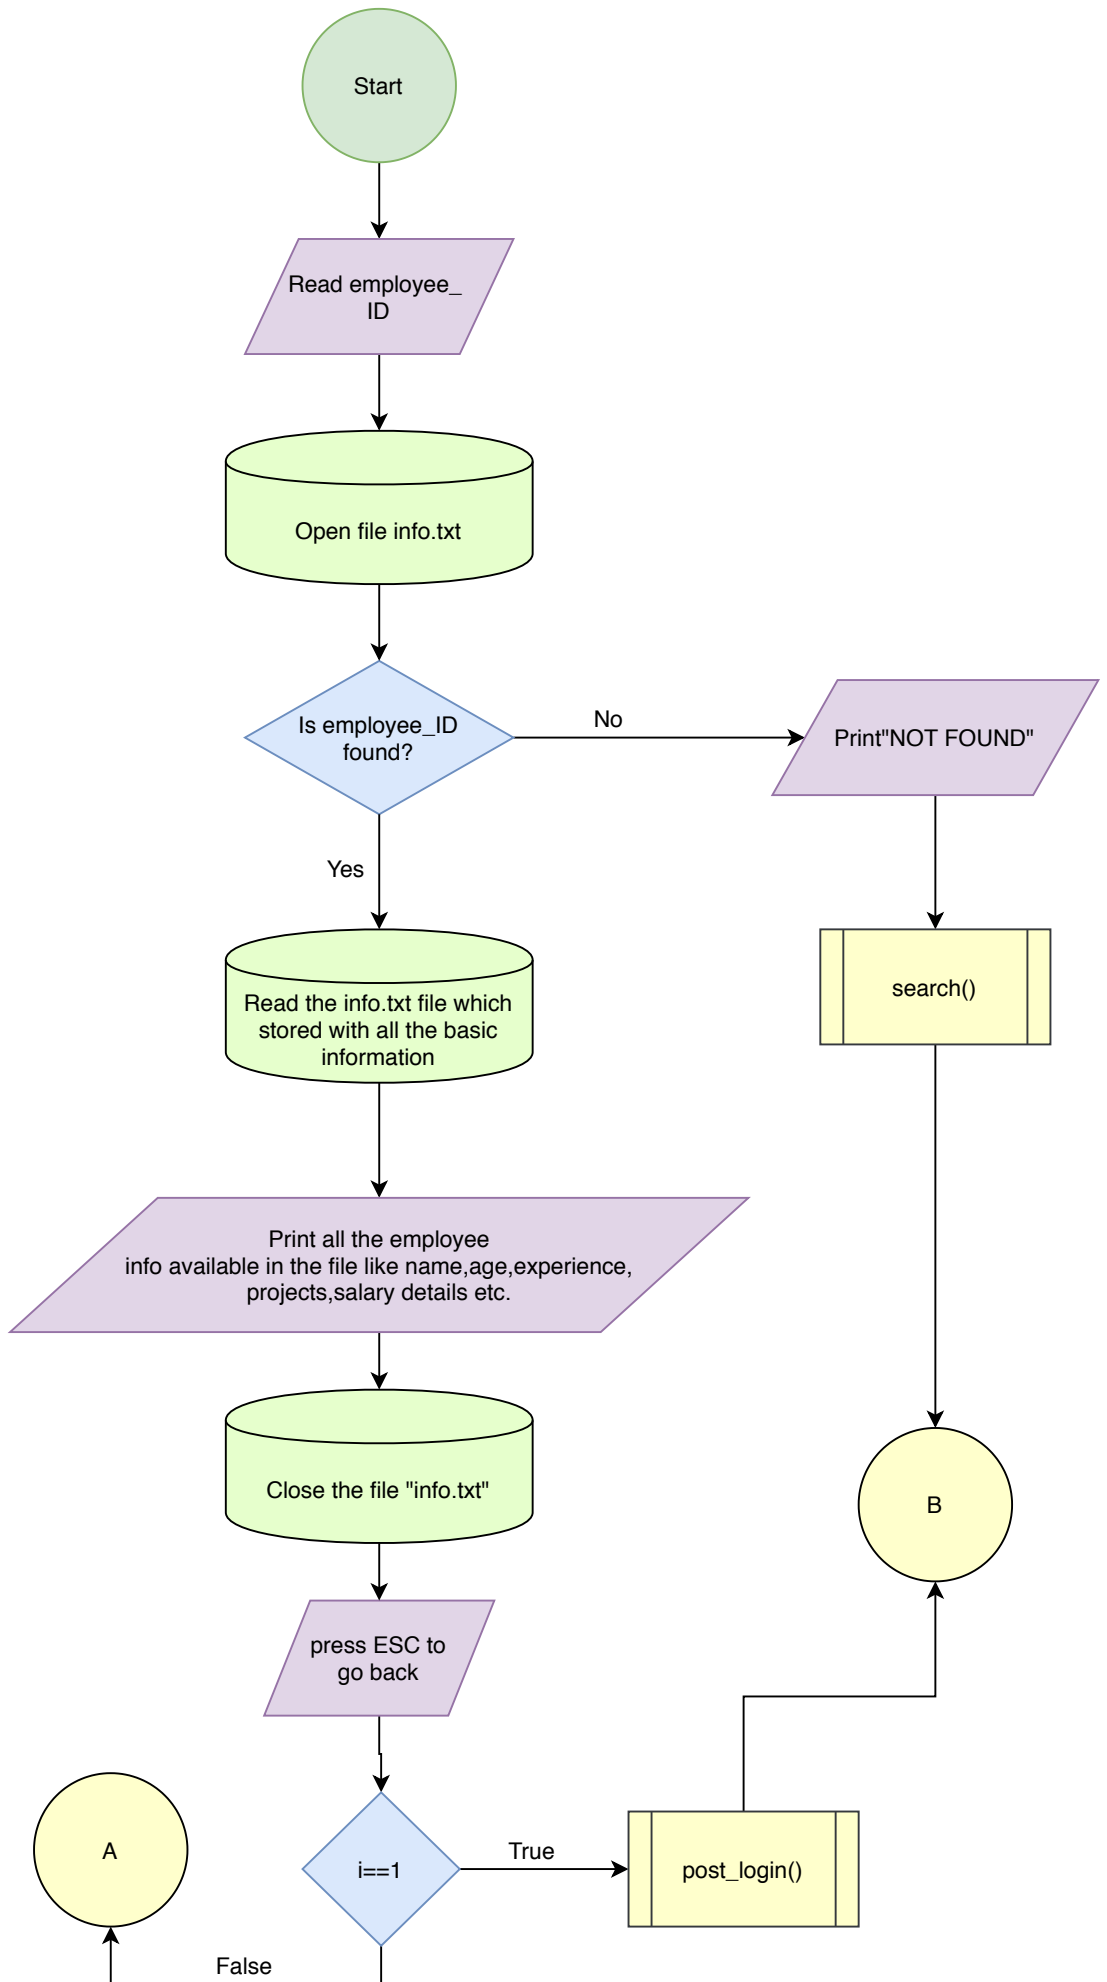 Start
Read employee_
ID
Open file info.txt
Is employee_ID
found?
No
Print"NOT FOUND"
Yes
Read the info.txt file which
stored with all the basic
information
search()
Print all the employee
info available in the file like name,age,experience,
projects,salary details etc.
Close the file "info.txt"
B
press ESC to
go back
A
i==1
True
post_login()
False